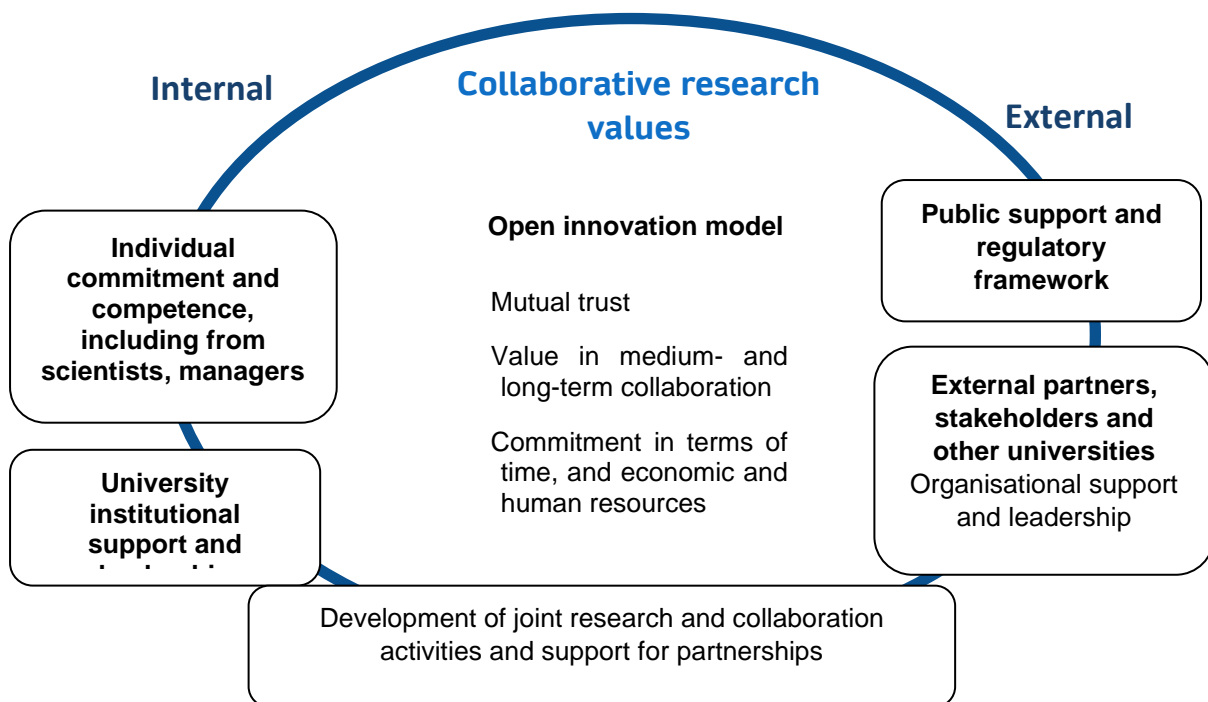 Internal
Collaborative research
values
External
Individual
commitment and
competence,
including from
scientists, managers
University
institutional
support and
Open innovation model
Mutual trust
Value in medium- and
long-term collaboration
Commitment in terms of
time, and economic and
human resources
Public support and
regulatory
framework
External partners,
stakeholders and
other universities
Organisational support
and leadership
Development of joint research and collaboration
activities and support for partnerships